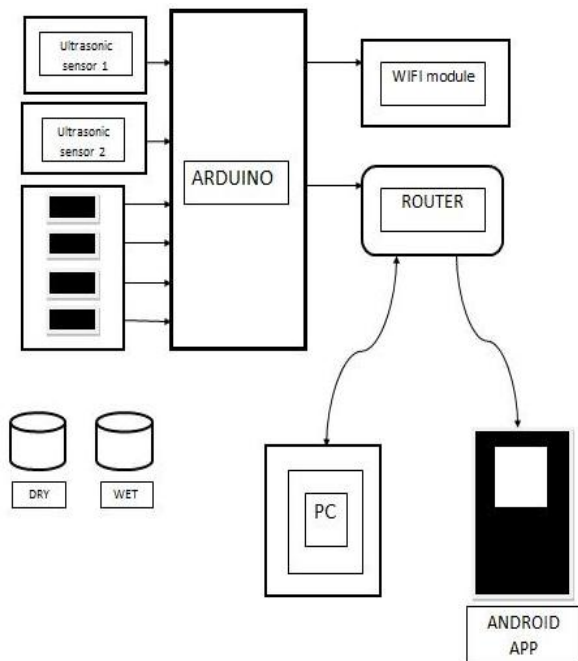 Ultrasonic
sensor 1
Ultrasonic
sensor 2
ARDUINO
WIFI module
ROUTER
DRY
WET
PC
ANDROID
APP